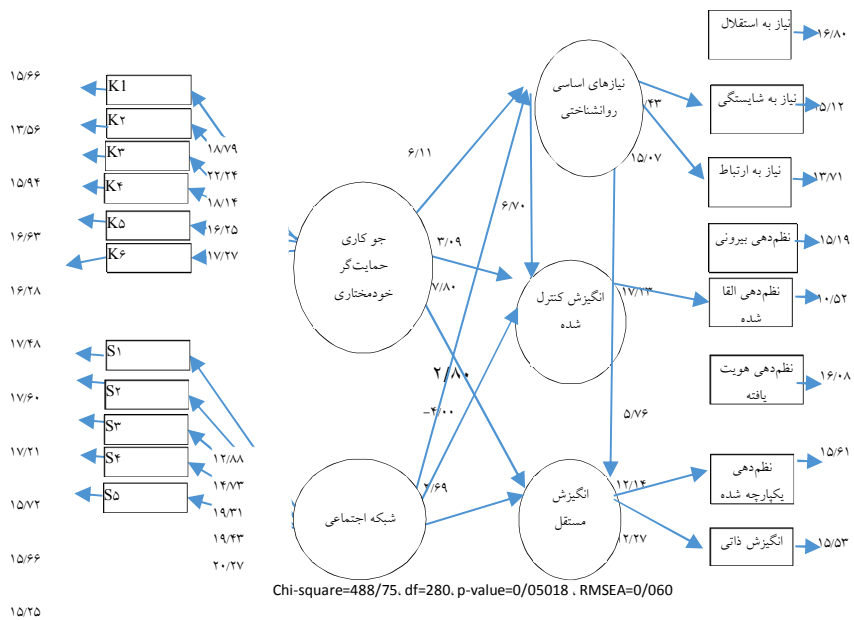 ۱۵/۶۶
۱۳/۵۶
۱۵/۹۴
۱۶/۶۳
۱۶/۲۸
۱۷/۴۸
۱۷/۶۰
۱۷/۲۱
۱۵/۷۲
۱۵/۶۶
۱۵/۲۵
K1
K۲
K۳
K۴
K۵
K۶
۱۸/۷۹
۲۲/۲۴
۱۸/۱۴
۱۶/۲۵
۱۷/۲۷
S۱
S۲
S۳
S۴
S۵
۱۲/۸۸
۱۴/۷۳
۱۹/۳۱
۱۹/۴۳
۲۰/۲۷
جو کاری
حمایت‌گر
خودمختاری
شبکه اجتماعی
۶/۱۱
۳/۰۹
۷/۸۰
۶/۷۰
۲/۸۰
-۴/۰۰
۲/۶۹
نیازهای اساسی
روانشناختی
انگیزش کنترل
شده
انگیزش
مستقل
/۴۳
۱۵/۰۷
۵/۷۶
۱۲/۱۴
۱۲/۲۷
نیاز به استقلال
نیاز به شایستگی
نیاز به ارتباط
نظم‌دهی بیرونی
نظم‌دهی القا
شده
نظم‌دهی هویت
یافته
نظم‌دهی
یکپارچه شده
انگیزش ذاتی
۱۶/۸۰
۵/۱۲
۱۳/۷۱
۱۵/۱۹
۱۰/۵۲
۱۶/۰۸
۱۵/۶۱
۱۵/۵۳
Chi-square=488/75، df=280، p-value=0/05018 ، RMSEA=0/060